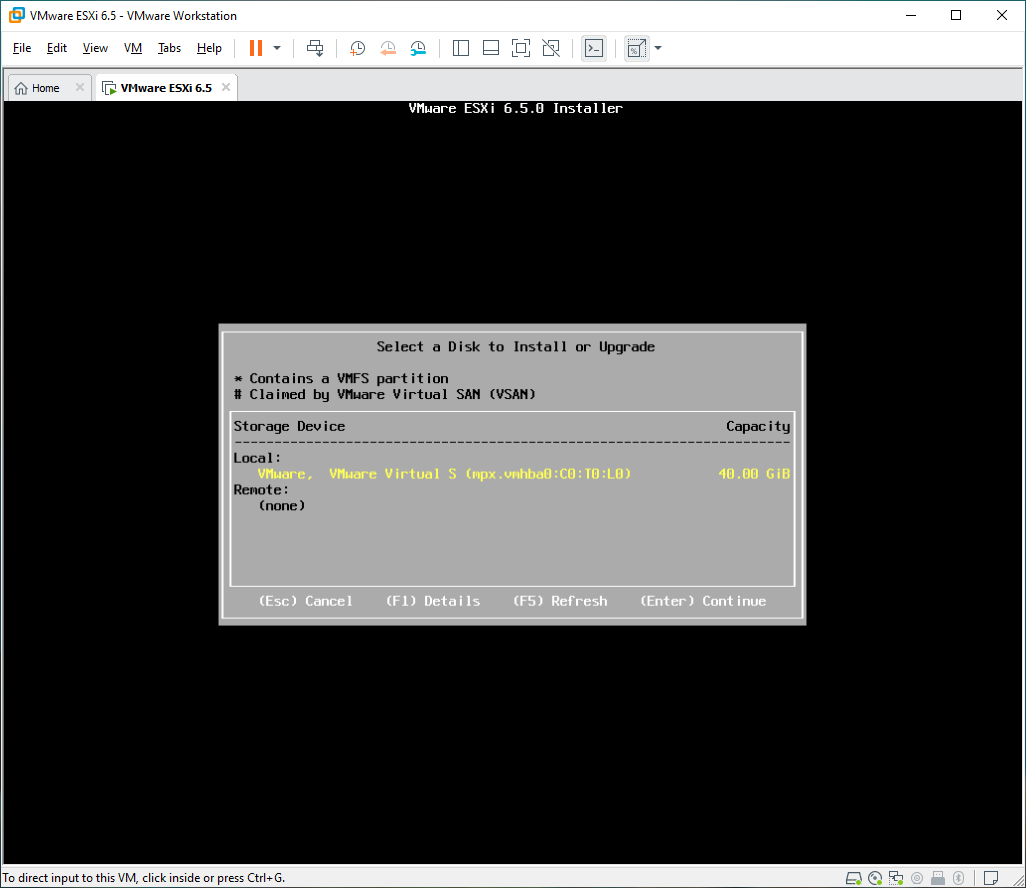 VMware ESXi 6.5 - VMware Workstation
File Edit View VM Tabs Help
Home VMware ESXi 6.5
VMware ESXi 6.5.0 Installer
Select a Disk to Install or Upgrade
* Contains a VMFS partition
# Claimed by VMware Virtual SAN (VSAN)
Storage Device Capacity
--------------------------------------------------------------------
Local:
VMware, VMware Virtual S (mpx.vmhba0:C0:T0:L0) 40.00 GiB
Remote:
(none)
(Esc) Cancel (F1) Details (F5) Refresh (Enter) Continue
To direct input to this VM, click inside or press Ctrl+G.